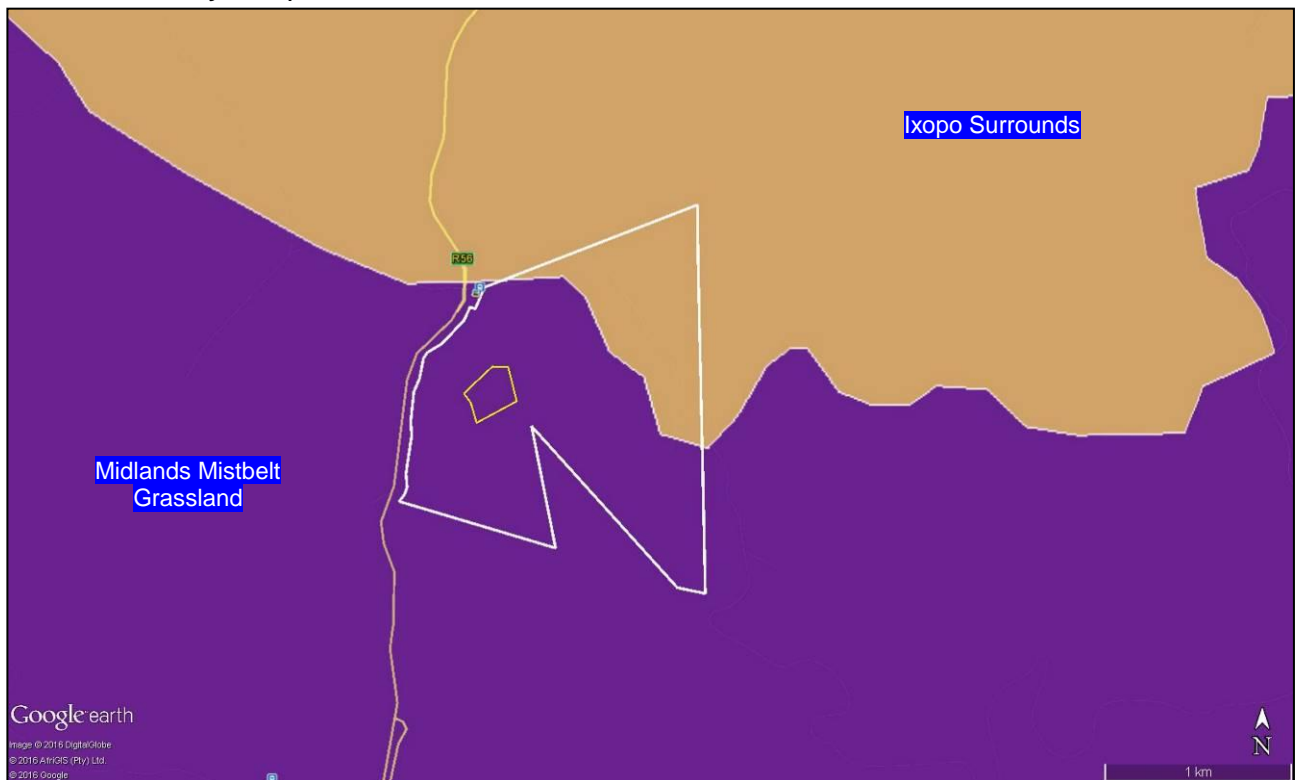 Ixopo Surrounds
R56
Midlands Mistbelt
Grassland
Google earth
Image © 2016 DigitalGlobe
© 2016 AfriGIS (Pty) Ltd.
© 2016 Google
N
1 km